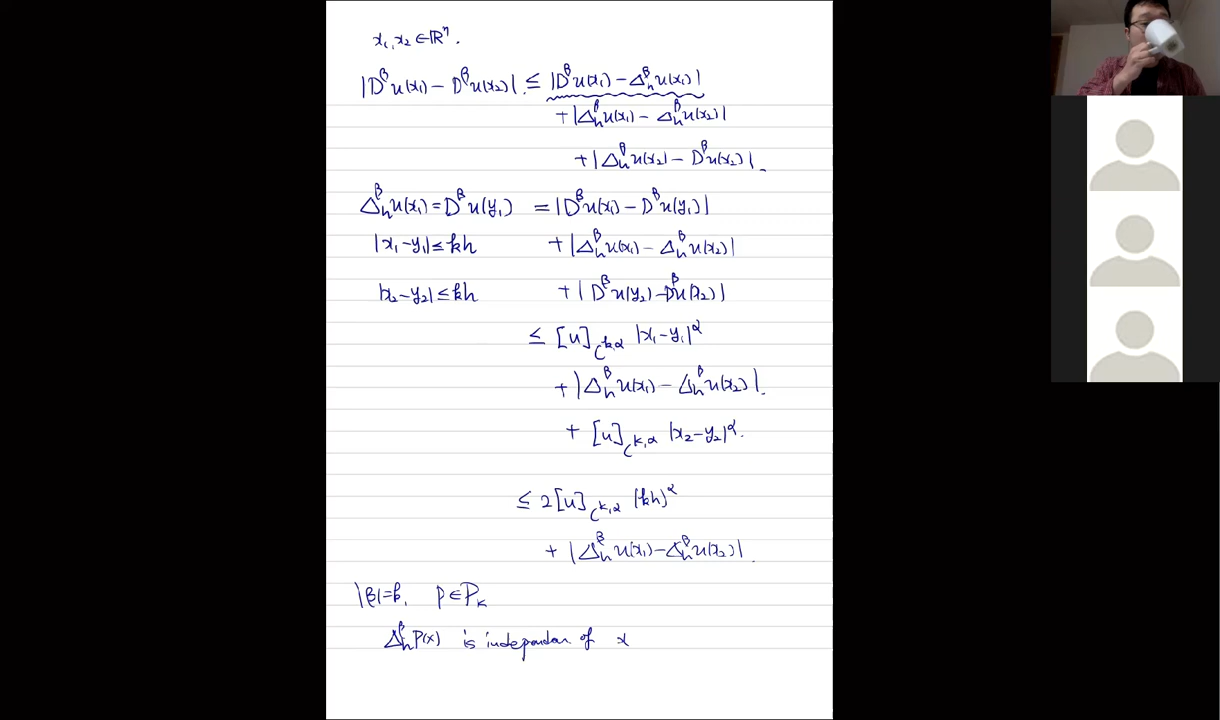 x₁, x₂ ∈ ℝⁿ.
|D^β u(x₁) − D^β u(x₂)| ≤ |D^β u(x₁) − Δ_h^β u(x₁)|
+ |Δ_h^β u(x₁) − Δ_h^β u(x₂)|
+ |Δ_h^β u(x₂) − D^β u(x₂)|.
Δ_h^β u(x₁) = D^β u(y₁) = |D^β u(x₁) − D^β u(y₁)|
|x₁−y₁| ≤ kh + |Δ_h^β u(x₁) − Δ_h^β u(x₂)|
|x₂−y₂| ≤ kh + |D^β u(y₂) − D^β u(x₂)|
≤ [u]_{C^{k,α}} |x₁−y₁|^α
+ |Δ_h^β u(x₁) − Δ_h^β u(x₂)|.
+ [u]_{C^{k,α}} |x₂−y₂|^α.
≤ 2[u]_{C^{k,α}} (kh)^α
+ |Δ_h^β u(x₁) − Δ_h^β u(x₂)|.
|β|=k, p ∈ P_k
Δ_h^β p(x) is independen of x